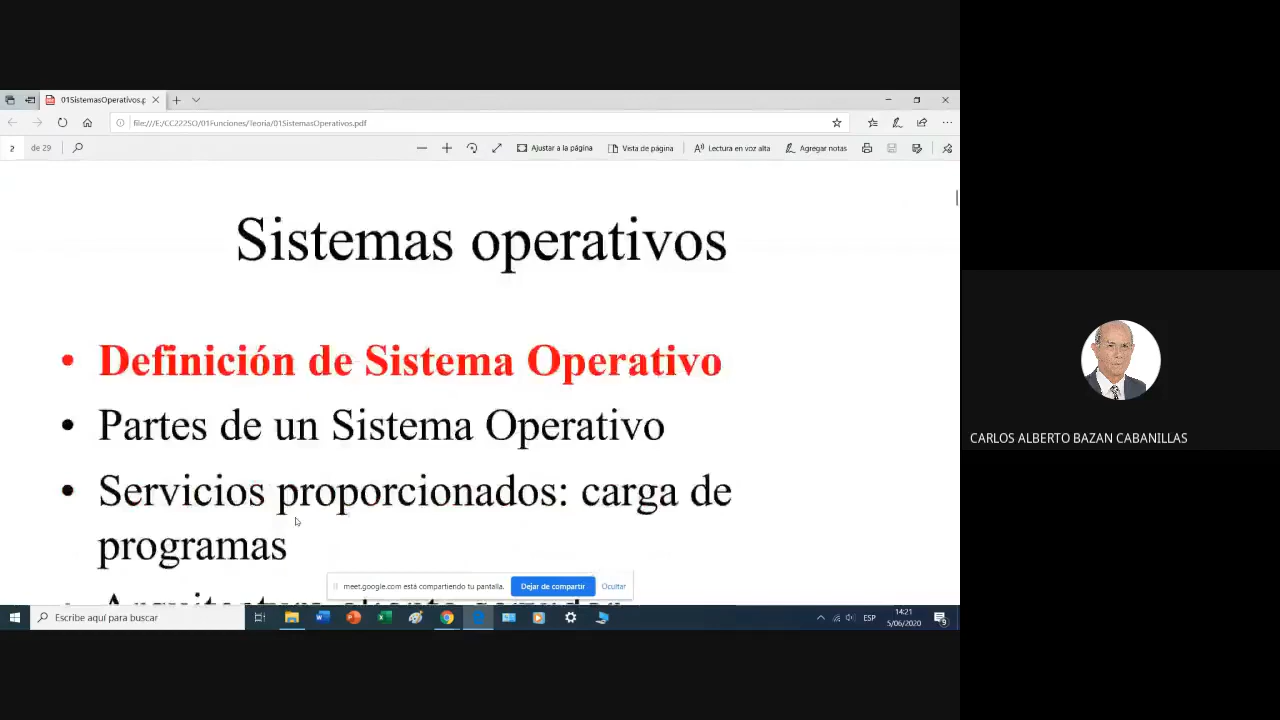 01SistemasOperativos.p
file:///E:/CC222SO/01Funciones/Teoria/01SistemasOperativos.pdf
2 de 29 Ajustar a la página Vista de página Lectura en voz alta Agregar notas
Sistemas operativos
• Definición de Sistema Operativo
• Partes de un Sistema Operativo
• Servicios proporcionados: carga de
programas
meet.google.com está compartiendo tu pantalla. Dejar de compartir Ocultar
Escribe aquí para buscar
ESP
14:21
5/06/2020
CARLOS ALBERTO BAZAN CABANILLAS